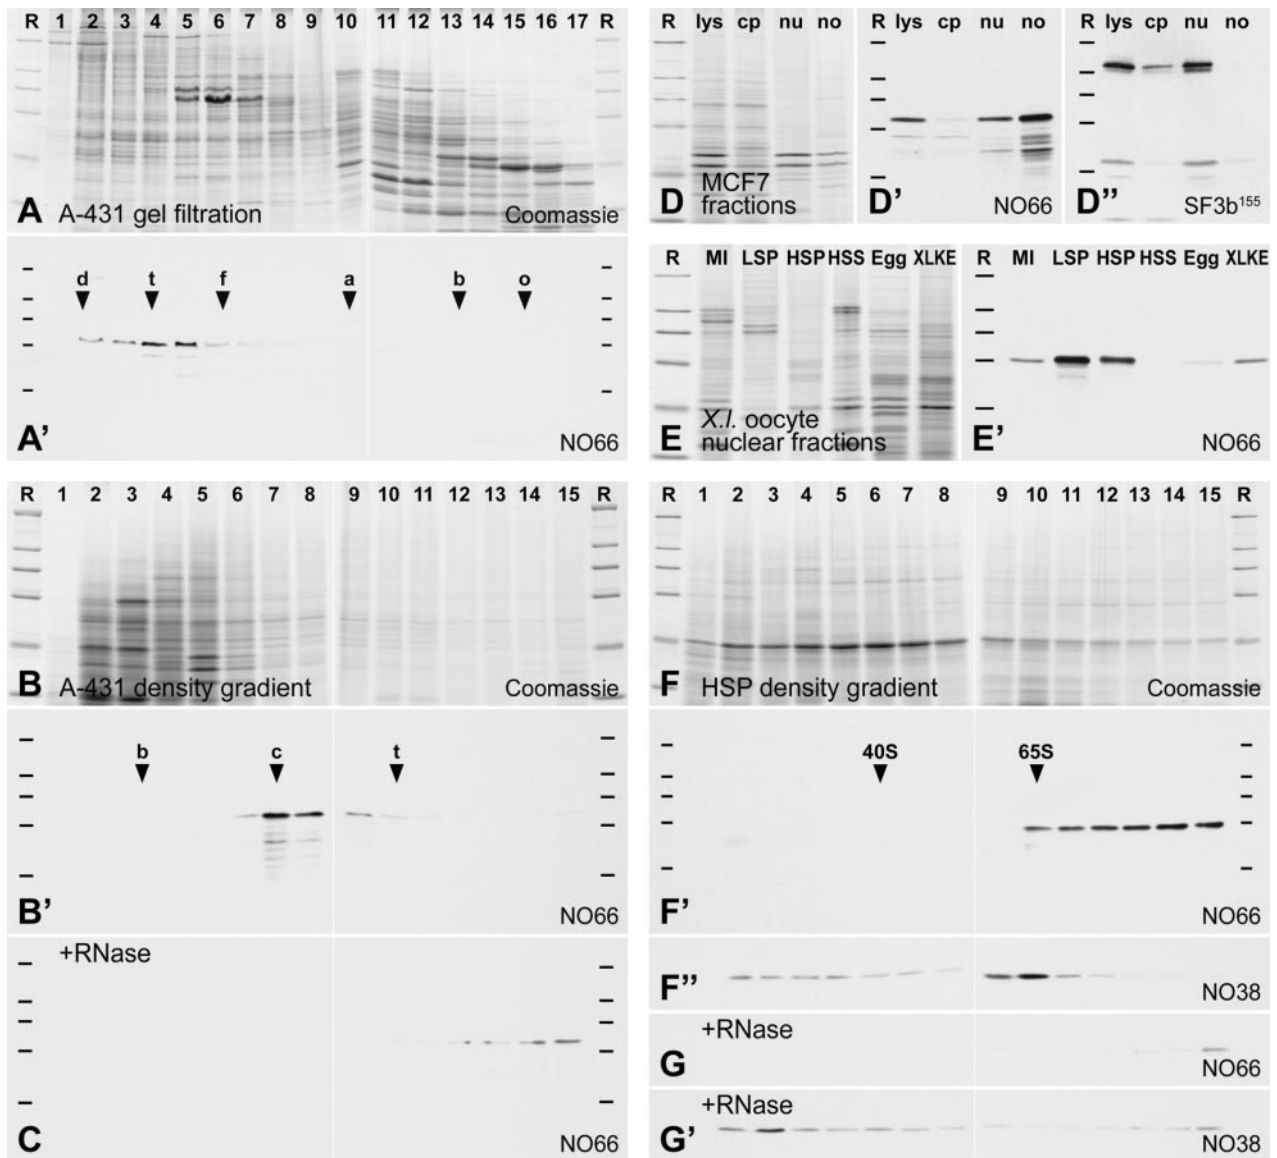 R 1 2 3 4 5 6 7 8 9 10 11 12 13 14 15 16 17 R
A A-431 gel filtration Coomassie
d t f a b o
A' NO66
R 1 2 3 4 5 6 7 8 9 10 11 12 13 14 15 R
B A-431 density gradient Coomassie
b c t
B' NO66
+RNase
C NO66
R lys cp nu no
D MCF7
fractions
R lys cp nu no
D' NO66
R lys cp nu no
D" SF3b¹⁵⁵
R MI LSP HSP HSS Egg XLKE
E X.l. oocyte
nuclear fractions
R MI LSP HSP HSS Egg XLKE
E' NO66
R 1 2 3 4 5 6 7 8 9 10 11 12 13 14 15 R
F HSP density gradient Coomassie
40S 65S
F' NO66
F" NO38
+RNase
G NO66
+RNase
G' NO38